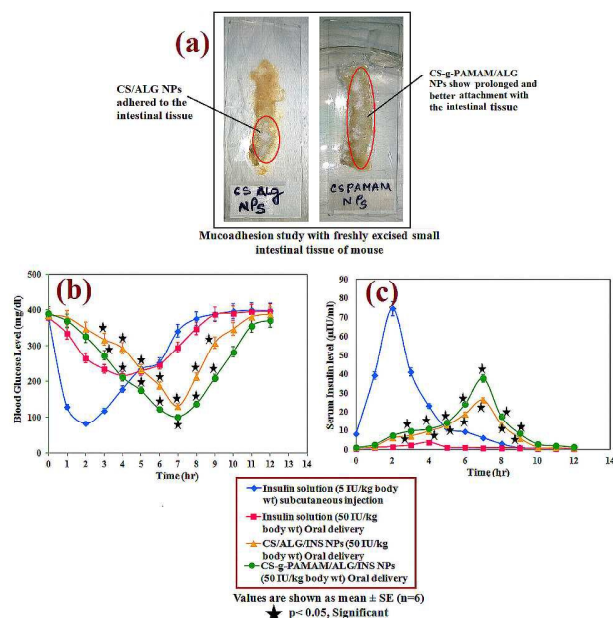 (a)
CS/ALG NPs
adhered to the
intestinal tissue
CS-g-PAMAM/ALG
NPs show prolonged and
better attachment with
the intestinal tissue
CS ALG
NPS
CSPAMAM
NPS
Mucoadhesion study with freshly excised small
intestinal tissue of mouse
(b)
Blood Glucose Level (mg/dl)
500
400
300
200
100
0
0 1 2 3 4 5 6 7 8 9 10 11 12 13 14
Time (hr)
(c)
Serum Insulin level (µIU/ml)
90
80
70
60
50
40
30
20
10
0
0 2 4 6 8 10 12 14
Time (hr)
Insulin solution (5 IU/kg body
wt) subcutaneous injection
Insulin solution (50 IU/kg
body wt) Oral delivery
CS/ALG/INS NPs (50 IU/kg
body wt) Oral delivery
CS-g-PAMAM/ALG/INS NPs
(50 IU/kg body wt) Oral delivery
Values are shown as mean ± SE (n=6)
★ p< 0.05, Significant